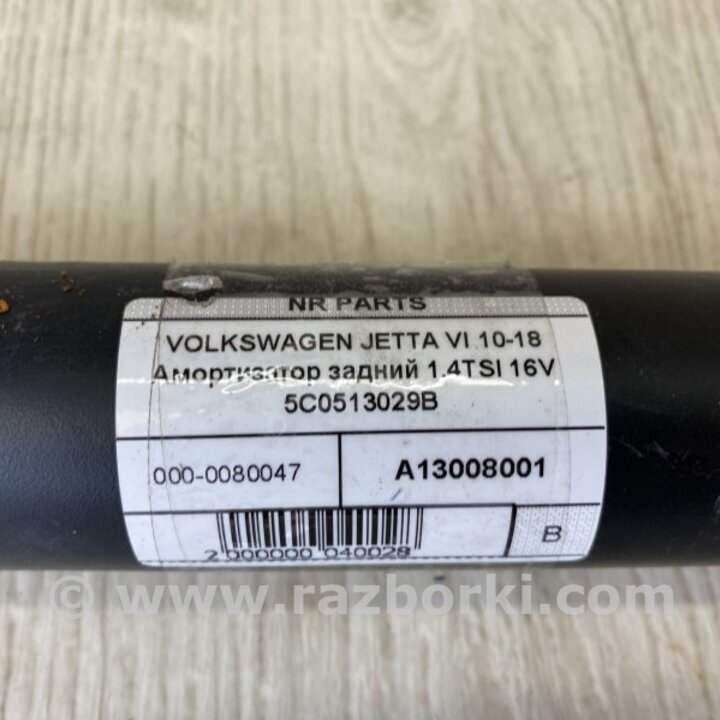 NR PARTS
VOLKSWAGEN JETTA VI 10-18
Амортизатор задний 1.4TSI 16V
5C0513029B
000-0080047
A13008001
2 000000 040028
B
© www.razborki.com